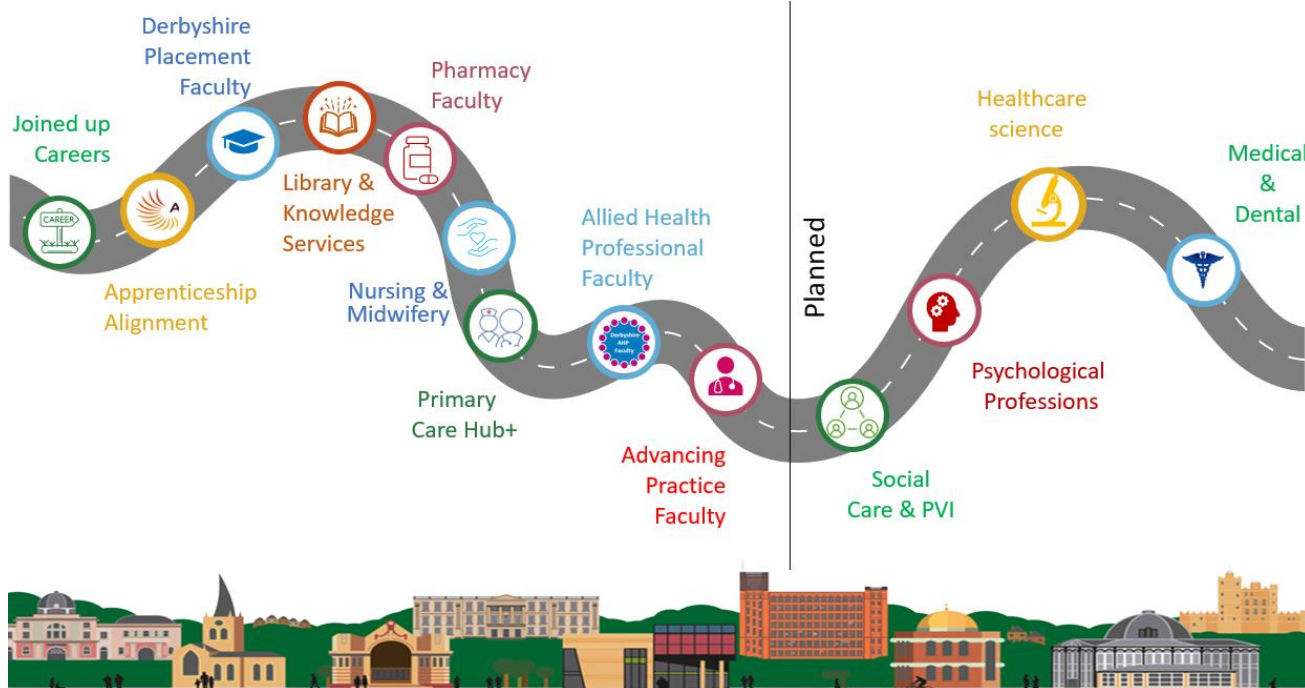 Joined up
Careers
CAREER
Apprenticeship
Alignment
A
Derbyshire
Placement
Faculty
Library &
Knowledge
Services
Pharmacy
Faculty
Nursing &
Midwifery
Primary
Care Hub+
Allied Health
Professional
Faculty
Derbyshire
AHP
Faculty
Advancing
Practice
Faculty
Planned
Social
Care & PVI
Psychological
Professions
Healthcare
science
Medical
&
Dental